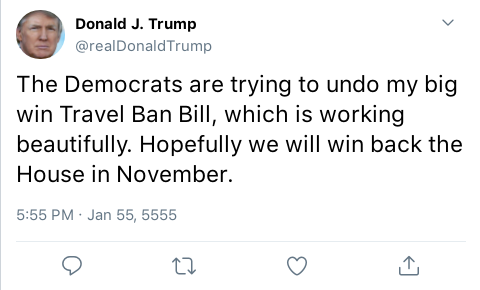 Donald J. Trump
@realDonaldTrump
The Democrats are trying to undo my big
win Travel Ban Bill, which is working
beautifully. Hopefully we will win back the
House in November.
5:55 PM · Jan 55, 5555